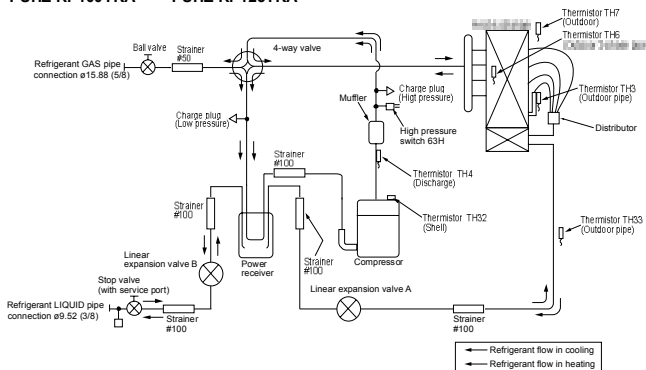 Thermistor TH7
(Outdoor)
Thermistor TH6
Ball valve
Strainer
#50
4-way valve
Refrigerant GAS pipe
connection ø15.88 (5/8)
Thermistor TH3
(Outdoor pipe)
Charge plug
(Higt pressure)
Muffler
Charge plug
(Low pressure)
High pressure
switch 63H
Distributor
Strainer
#100
Thermistor TH4
(Discharge)
Strainer
#100
Thermistor TH32
(Shell)
Thermistor TH33
(Outdoor pipe)
Linear
expansion valve B
Power
receiver
Strainer
#100
Compressor
Stop valve
(with service port)
Linear expansion valve A
Refrigerant LIQUID pipe
connection ø9.52 (3/8)
Strainer
#100
Strainer
#100
Refrigerant flow in cooling
Refrigerant flow in heating